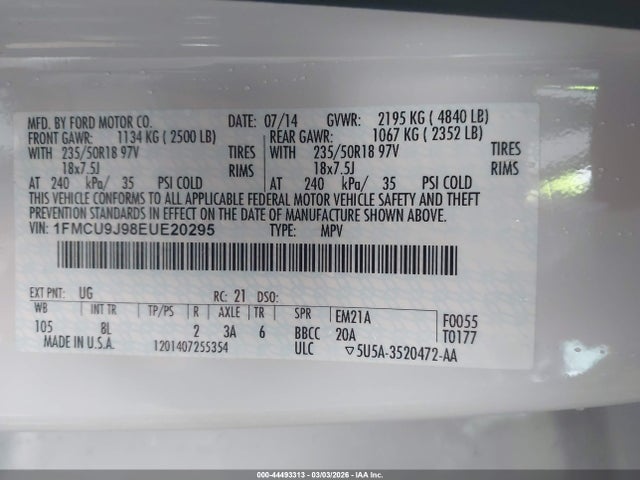 MFD. BY FORD MOTOR CO. DATE: 07/14 GVWR: 2195 KG ( 4840 LB)
FRONT GAWR: 1134 KG ( 2500 LB) REAR GAWR: 1067 KG ( 2352 LB)
WITH 235/50R18 97V TIRES WITH 235/50R18 97V TIRES
18x7.5J RIMS 18x7.5J RIMS
AT 240 kPa/ 35 PSI COLD AT 240 kPa/ 35 PSI COLD
THIS VEHICLE CONFORMS TO ALL APPLICABLE FEDERAL MOTOR VEHICLE SAFETY AND THEFT
PREVENTION STANDARDS IN EFFECT ON THE DATE OF MANUFACTURE SHOWN ABOVE.
VIN: 1FMCU9J98EUE20295 TYPE: MPV
EXT PNT: UG RC: 21 DSO:
WB INT TR TP/PS R AXLE TR SPR EM21A F0055
105 8L 2 3A 6 BBCC 20A T0177
MADE IN U.S.A. 1201407255354 ULC ▽5U5A-3520472-AA
000-44493313 - 03/03/2026 - IAA Inc.